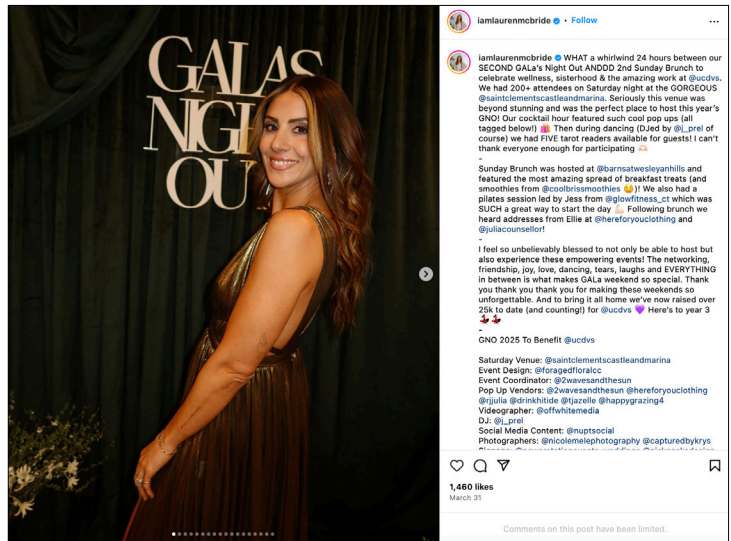 GALAS
NIGH
OU
iamlaurenmcbride • Follow
iamlaurenmcbride WHAT a whirlwind 24 hours between our
SECOND GALa's Night Out ANDDD 2nd Sunday Brunch to
celebrate wellness, sisterhood & the amazing work at @ucdvs.
We had 200+ attendees on Saturday night at the GORGEOUS
@saintclementscastleandmarina. Seriously this venue was
beyond stunning and was the perfect place to host this year's
GNO! Our cocktail hour featured such cool pop ups (all
tagged below!) 🛍️ Then during dancing (DJed by @j_prel of
course) we had FIVE tarot readers available for guests! I can't
thank everyone enough for participating 🫶🏻
-
Sunday Brunch was hosted at @barnsatwesleyanhills and
featured the most amazing spread of breakfast treats (and
smoothies from @coolbrissmoothies 😋)! We also had a
pilates session led by Jess from @glowfitness_ct which was
SUCH a great way to start the day 💪🏻 Following brunch we
heard addresses from Ellie at @hereforyouclothing and
@juliacounsellor!
-
I feel so unbelievably blessed to not only be able to host but
also experience these empowering events! The networking,
friendship, joy, love, dancing, tears, laughs and EVERYTHING
in between is what makes GALa weekend so special. Thank
you thank you thank you for making these weekends so
unforgettable. And to bring it all home we've now raised over
25k to date (and counting!) for @ucdvs 💜 Here's to year 3
💃💃
-
GNO 2025 To Benefit @ucdvs
Saturday Venue: @saintclementscastleandmarina
Event Design: @foragedfloralcc
Event Coordinator: @2wavesandthesun
Pop Up Vendors: @2wavesandthesun @hereforyouclothing
@rjjulia @drinkhitide @tjazelle @happygrazing4
Videographer: @offwhitemedia
DJ: @j_prel
Social Media Content: @nuptsocial
Photographers: @nicolemelephotography @capturedbykrys
1,460 likes
March 31
Comments on this post have been limited.